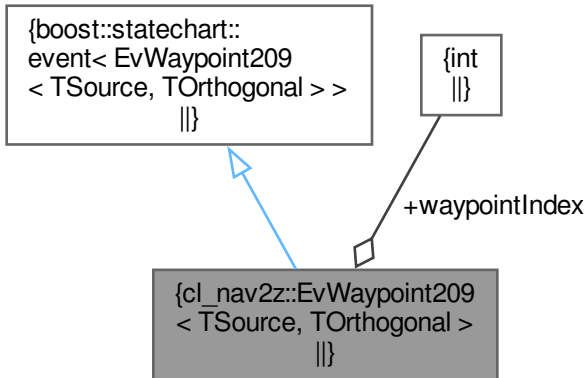 {boost::statechart::
event< EvWaypoint209
< TSource, TOrthogonal > >
||}
{int
||}
+waypointIndex
{cl_nav2z::EvWaypoint209
< TSource, TOrthogonal >
||}